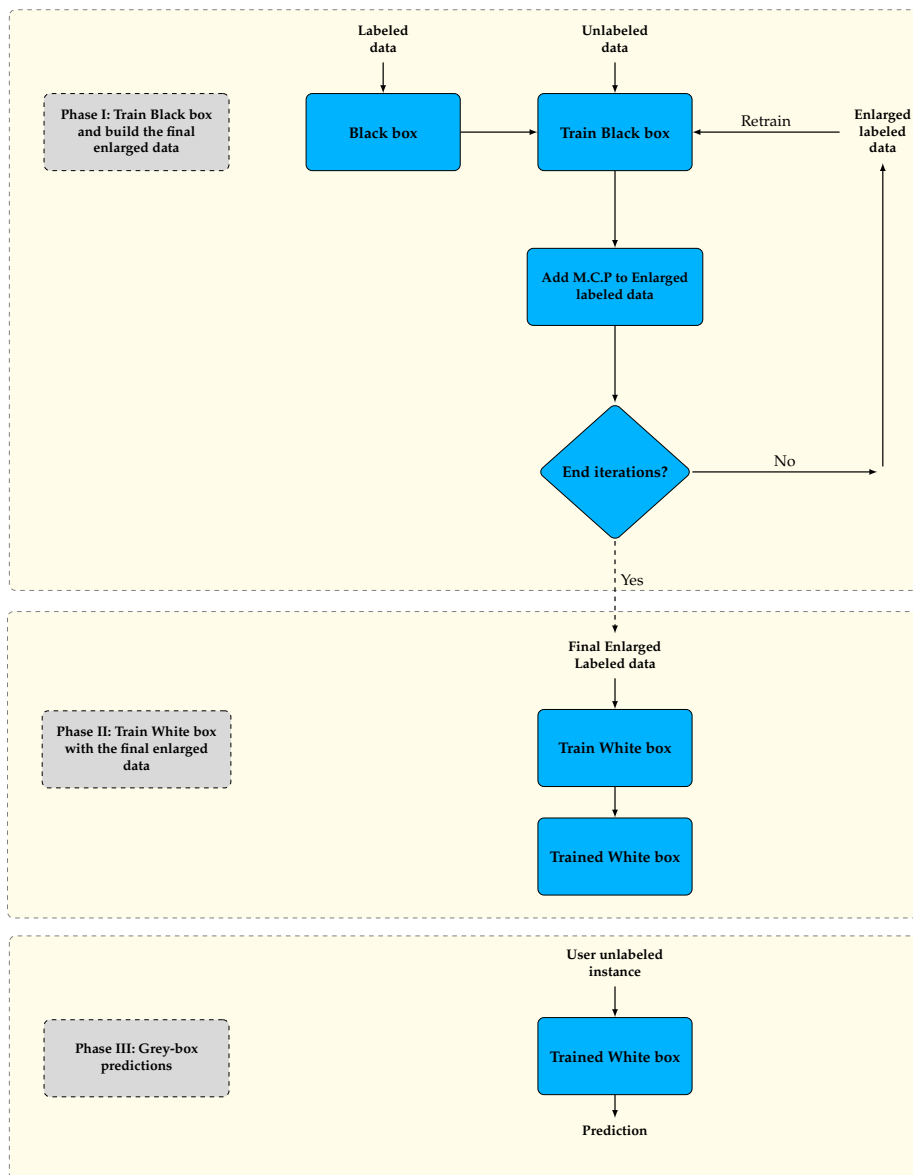 Labeled
data
Unlabeled
data
Phase I: Train Black box
and build the final
enlarged data
Black box
Train Black box
Retrain
Enlarged
labeled
data
Add M.C.P to Enlarged
labeled data
End iterations?
No
Yes
Final Enlarged
Labeled data
Phase II: Train White box
with the final enlarged
data
Train White box
Trained White box
User unlabeled
instance
Phase III: Grey-box
predictions
Trained White box
Prediction